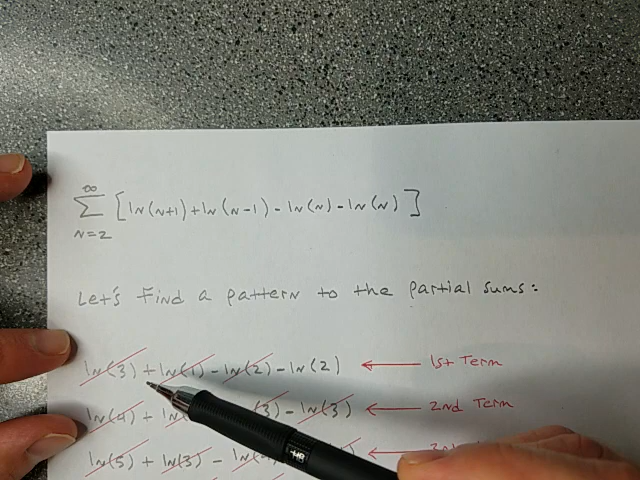 ∞
∑ [ln(n+1)+ln(n-1)-ln(n)-ln(n)]
n=2
Let's find a pattern to the partial sums:
ln(3)+ln(1)-ln(2)-ln(2) ← 1st Term
ln(4)+ (3)-ln(3) ← 2nd Term
ln(5)+ln(3)-
HB